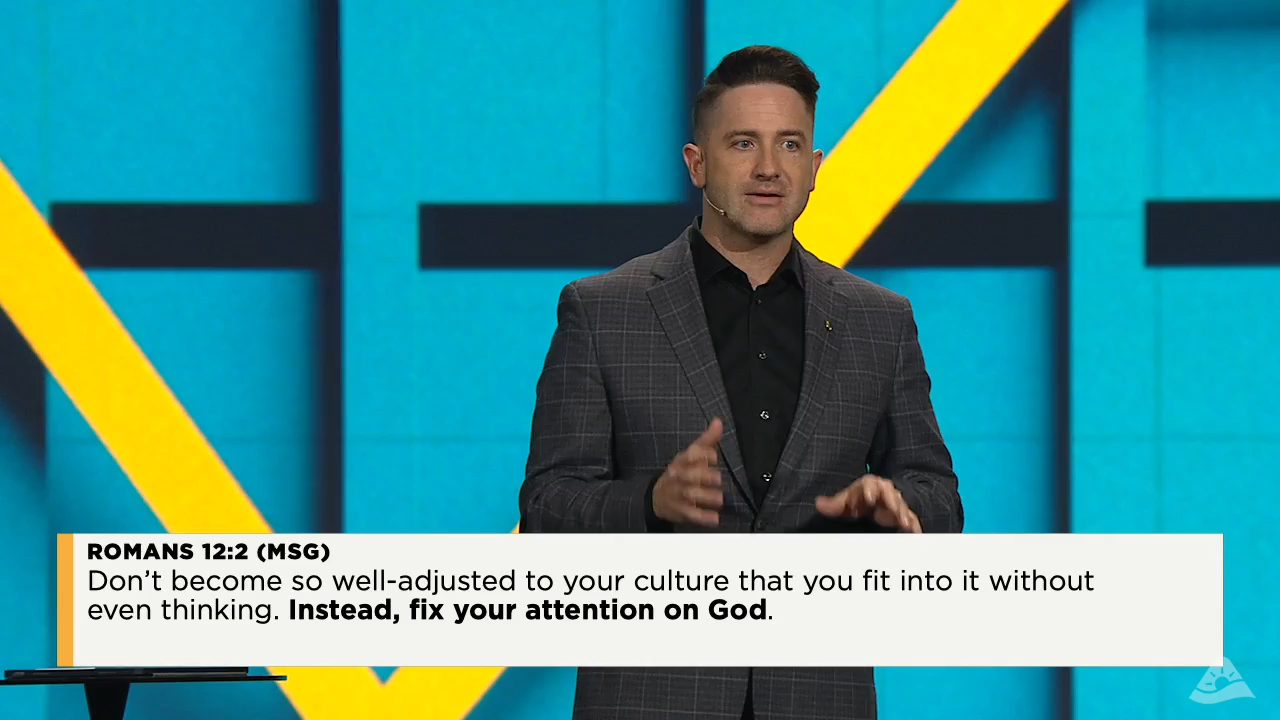 ROMANS 12:2 (MSG)
Don’t become so well-adjusted to your culture that you fit into it without
even thinking. Instead, fix your attention on God.